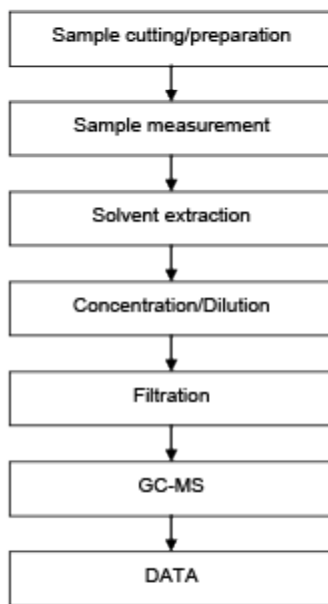 Sample cutting/preparation
Sample measurement
Solvent extraction
Concentration/Dilution
Filtration
GC-MS
DATA